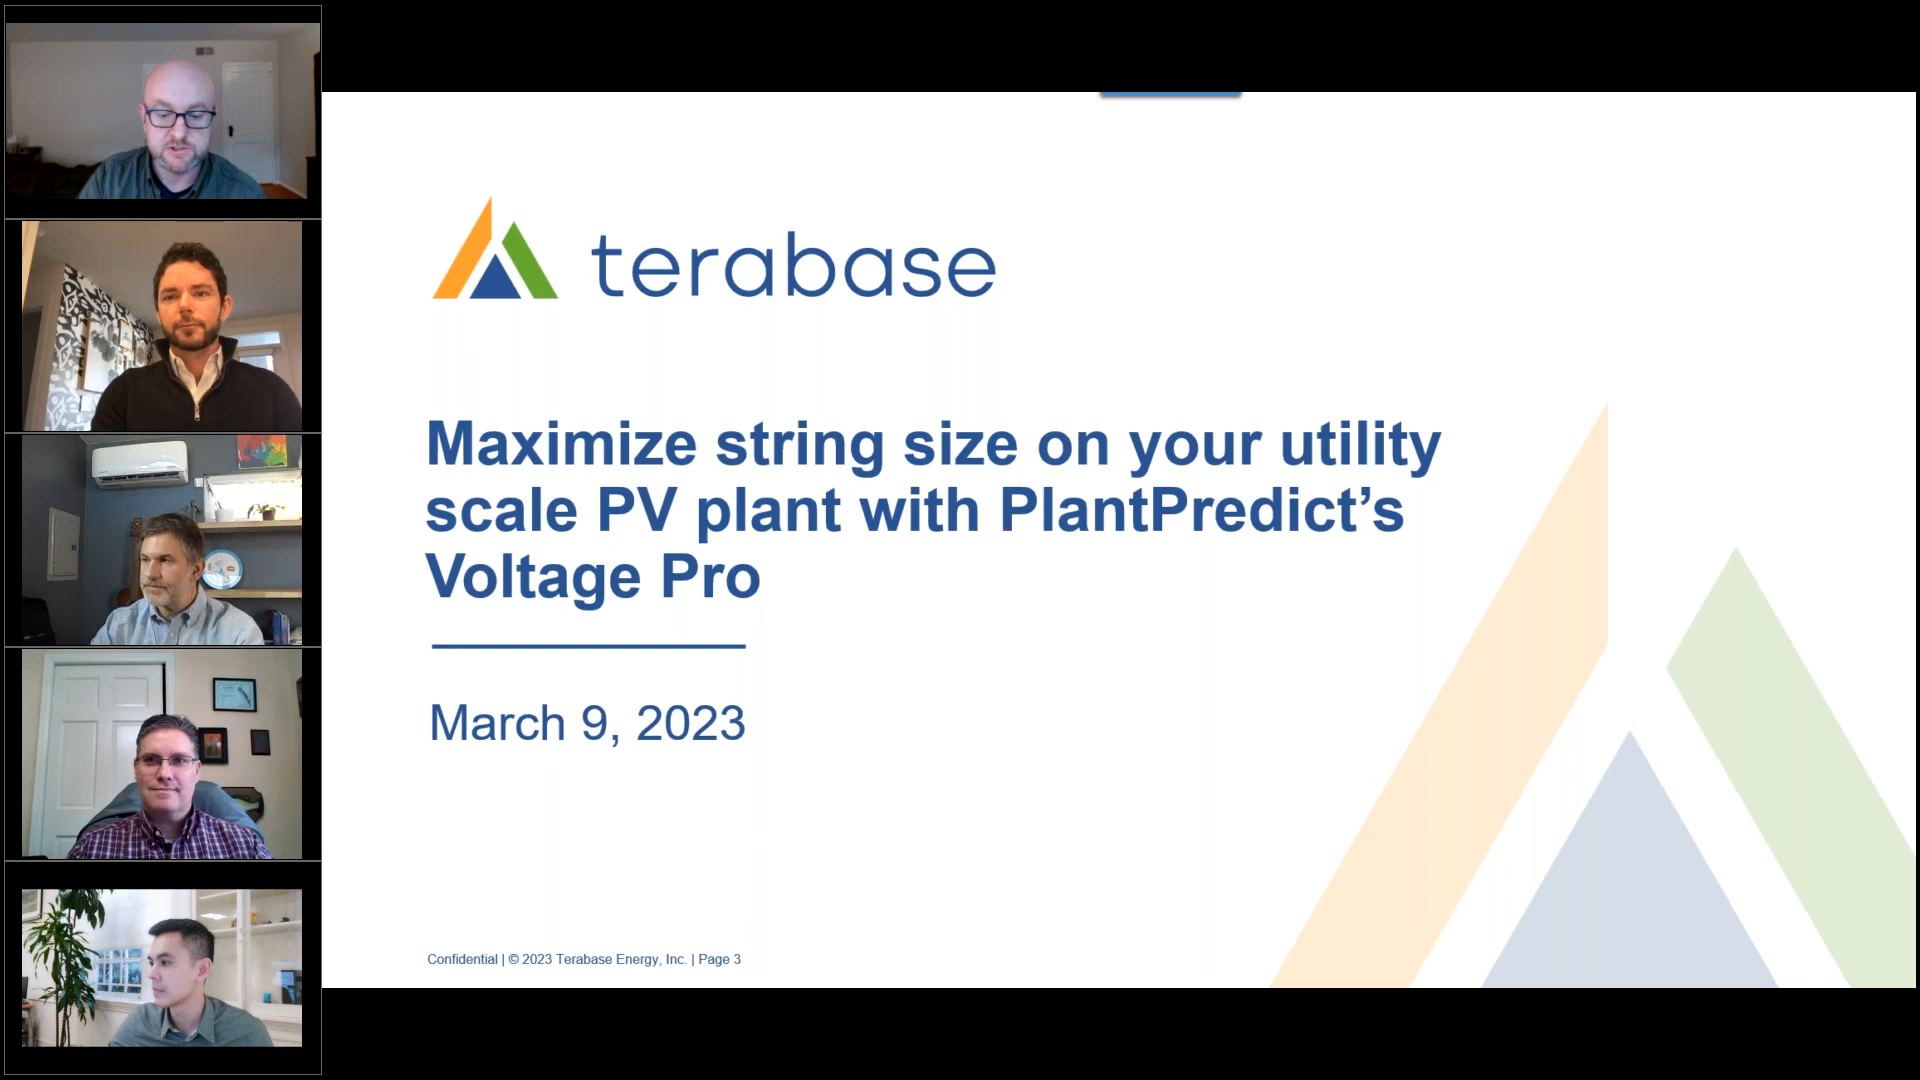 terabase
Maximize string size on your utility
scale PV plant with PlantPredict’s
Voltage Pro
March 9, 2023
Confidential | © 2023 Terabase Energy, Inc. | Page 3